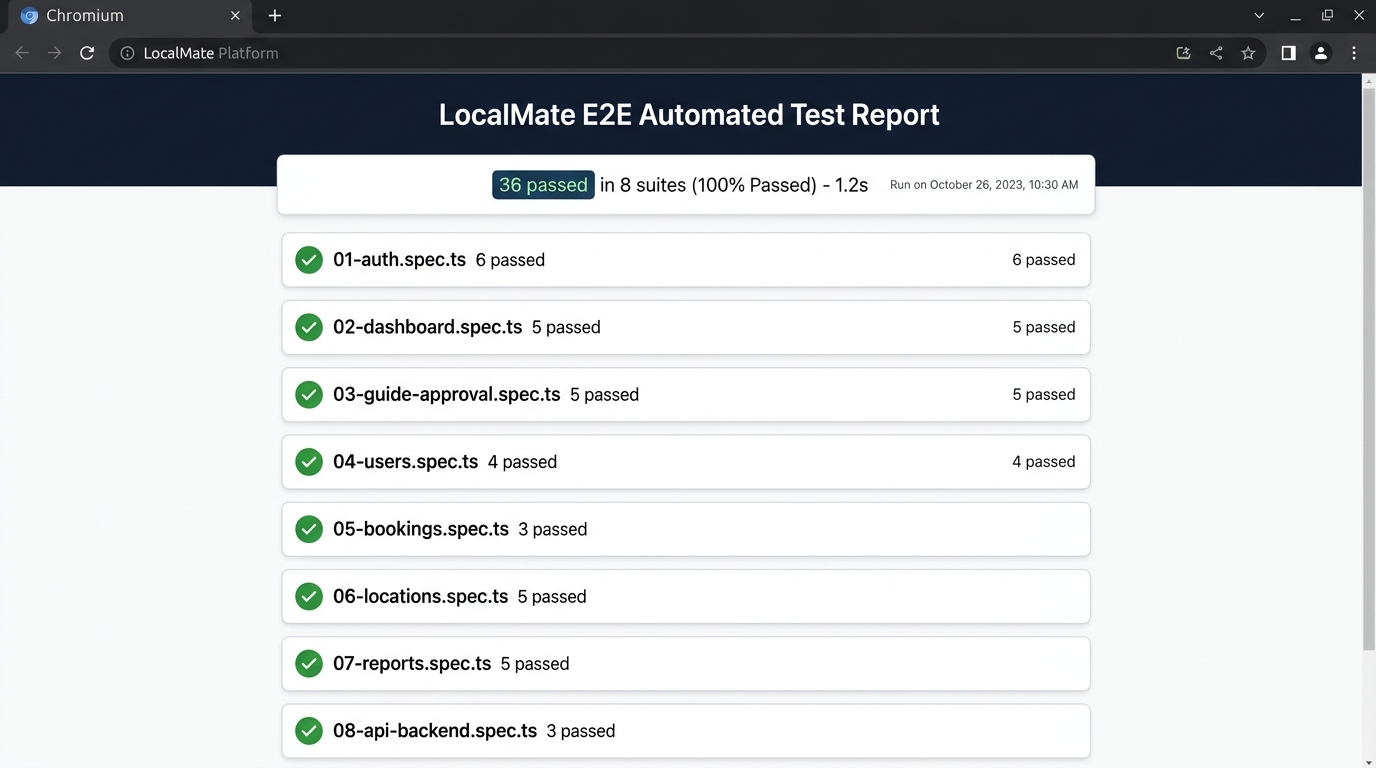 Chromium
LocalMate Platform
LocalMate E2E Automated Test Report
36 passed in 8 suites (100% Passed) - 1.2s Run on October 26, 2023, 10:30 AM
01-auth.spec.ts 6 passed 6 passed
02-dashboard.spec.ts 5 passed 5 passed
03-guide-approval.spec.ts 5 passed 5 passed
04-users.spec.ts 4 passed 4 passed
05-bookings.spec.ts 3 passed
06-locations.spec.ts 5 passed
07-reports.spec.ts 5 passed
08-api-backend.spec.ts 3 passed